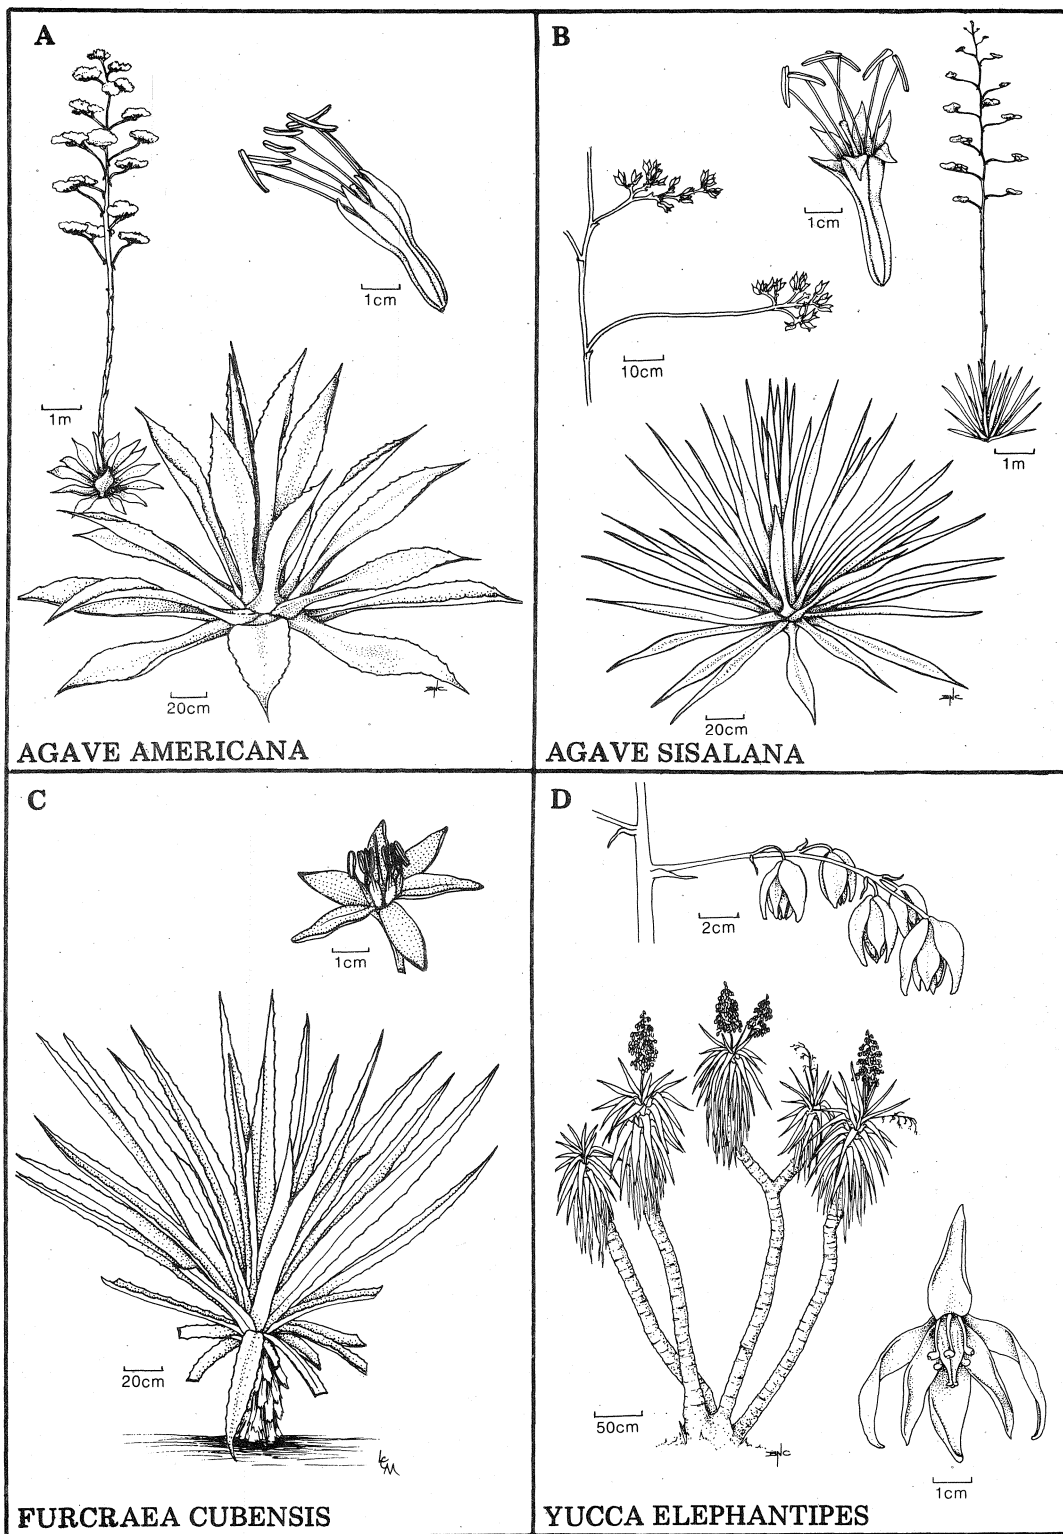 A
1cm
1m
20cm
AGAVE AMERICANA
B
1cm
10cm
1m
20cm
AGAVE SISALANA
C
1cm
20cm
FURCRAEA CUBENSIS
D
2cm
50cm
1cm
YUCCA ELEPHANTIPES